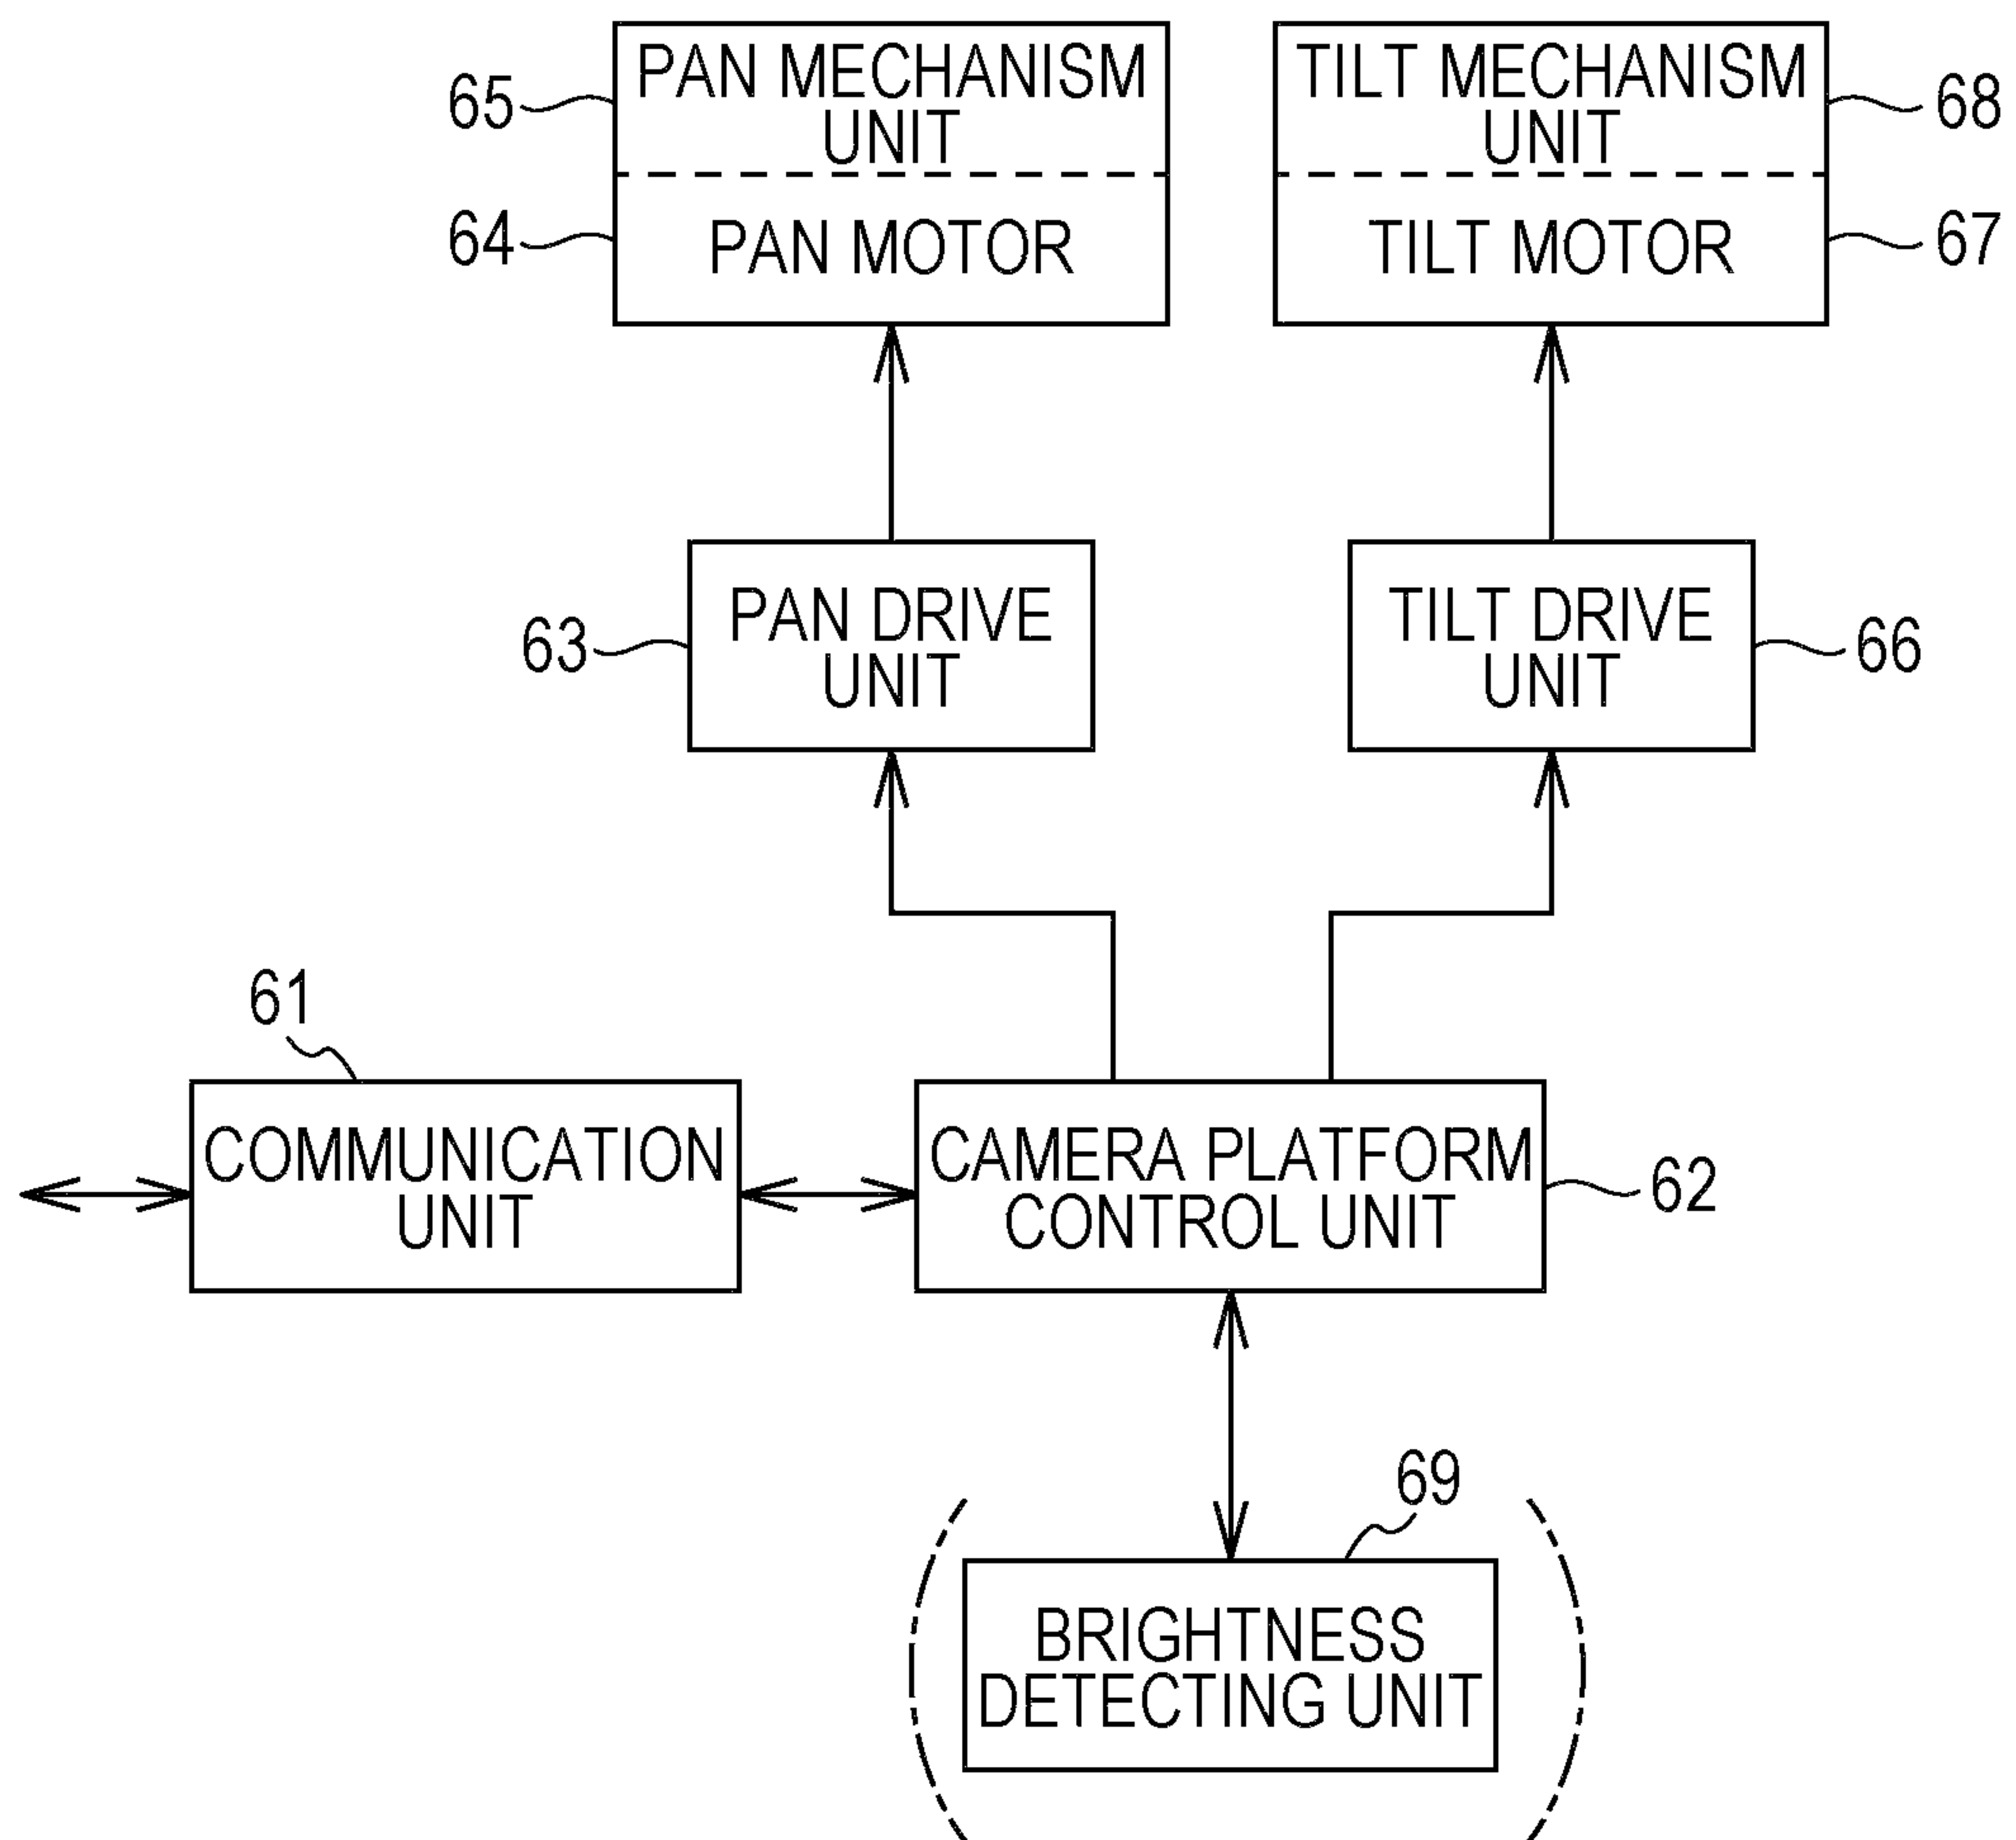 65
PAN MECHANISM
UNIT
64
PAN MOTOR
TILT MECHANISM
UNIT
68
TILT MOTOR
67
63
PAN DRIVE
UNIT
TILT DRIVE
UNIT
66
61
COMMUNICATION
UNIT
CAMERA PLATFORM
CONTROL UNIT
62
69
BRIGHTNESS
DETECTING UNIT